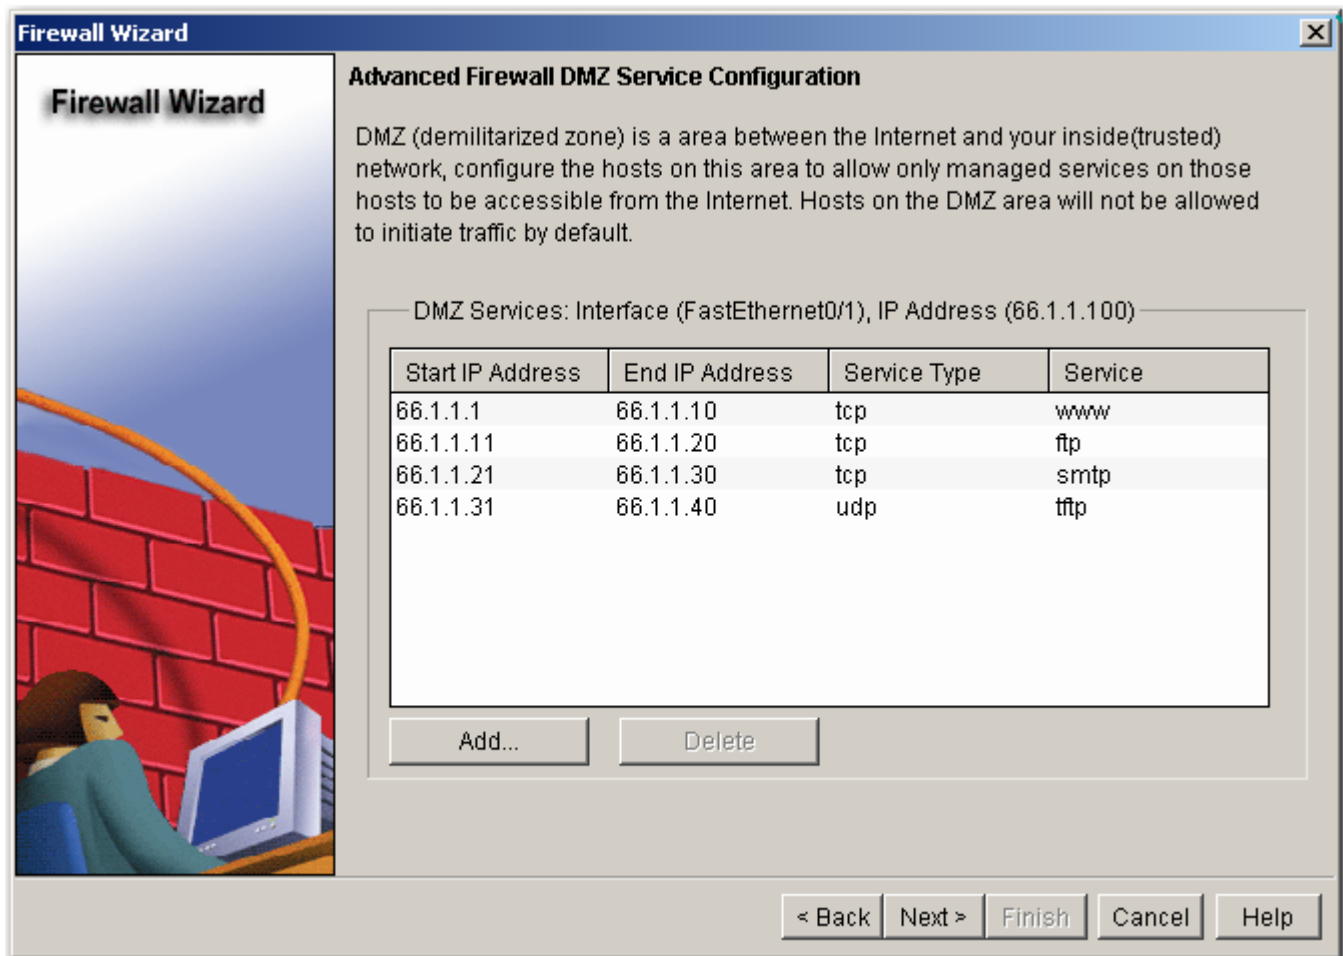 Firewall Wizard
Firewall Wizard
Advanced Firewall DMZ Service Configuration
DMZ (demilitarized zone) is a area between the Internet and your inside(trusted)
network, configure the hosts on this area to allow only managed services on those
hosts to be accessible from the Internet. Hosts on the DMZ area will not be allowed
to initiate traffic by default.
DMZ Services: Interface (FastEthernet0/1), IP Address (66.1.1.100)
Start IP Address End IP Address Service Type Service
66.1.1.1 66.1.1.10 tcp www
66.1.1.11 66.1.1.20 tcp ftp
66.1.1.21 66.1.1.30 tcp smtp
66.1.1.31 66.1.1.40 udp tftp
Add... Delete
< Back Next > Finish Cancel Help